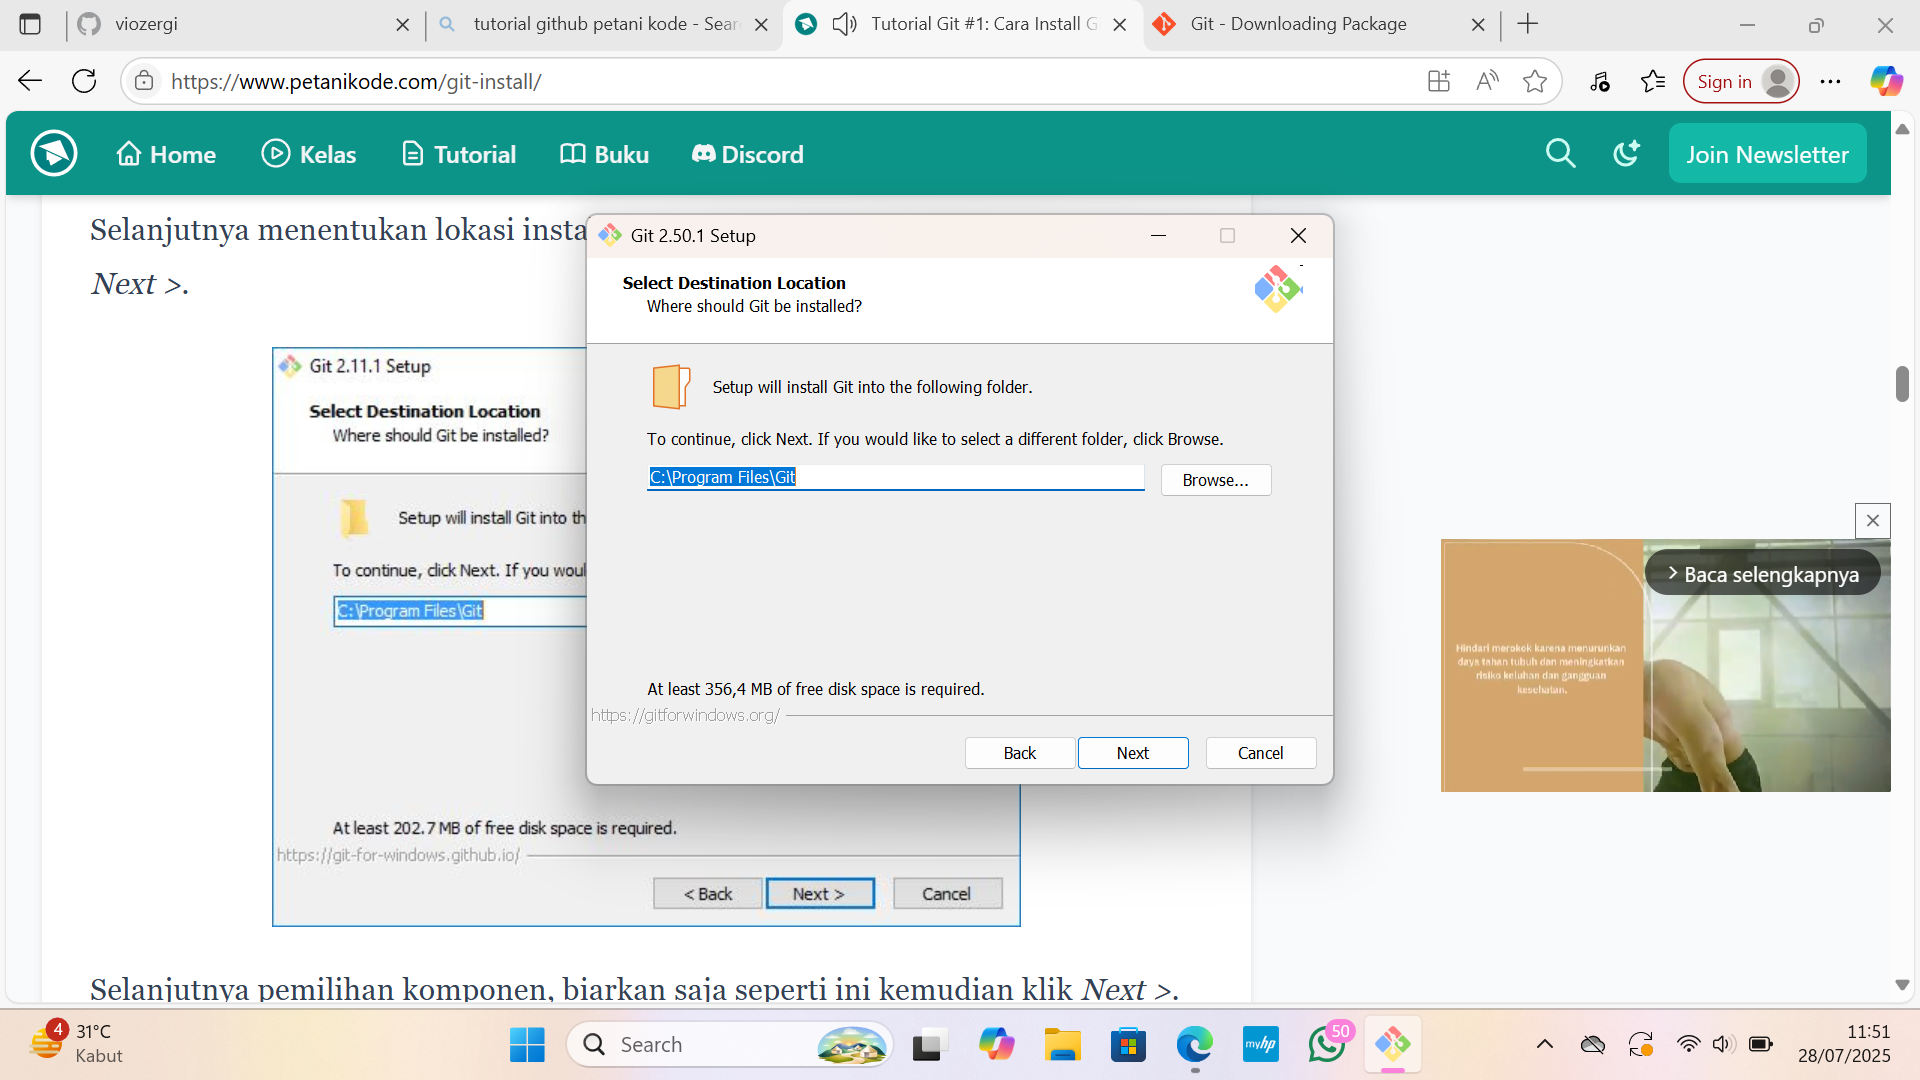 viozergi
tutorial github petani kode - Sear
Tutorial Git #1: Cara Install G
Git - Downloading Package
https://www.petanikode.com/git-install/
Sign in
Home
Kelas
Tutorial
Buku
Discord
Join Newsletter
Selanjutnya menentukan lokasi insta
Next >.
Git 2.11.1 Setup
Select Destination Location
Where should Git be installed?
Setup will install Git into th
To continue, click Next. If you woul
C:\Program Files\Git
At least 202.7 MB of free disk space is required.
https://git-for-windows.github.io/
< Back
Next >
Cancel
Git 2.50.1 Setup
Select Destination Location
Where should Git be installed?
Setup will install Git into the following folder.
To continue, click Next. If you would like to select a different folder, click Browse.
C:\Program Files\Git
Browse...
At least 356,4 MB of free disk space is required.
https://gitforwindows.org/
Back
Next
Cancel
Baca selengkapnya
Hindari merokok karena menurunkan
daya tahan tubuh dan meningkatkan
risiko keluhan dan gangguan
kesehatan.
Selanjutnya pemilihan komponen, biarkan saja seperti ini kemudian klik Next >.
4
31°C
Kabut
Search
myhp
50
11:51
28/07/2025